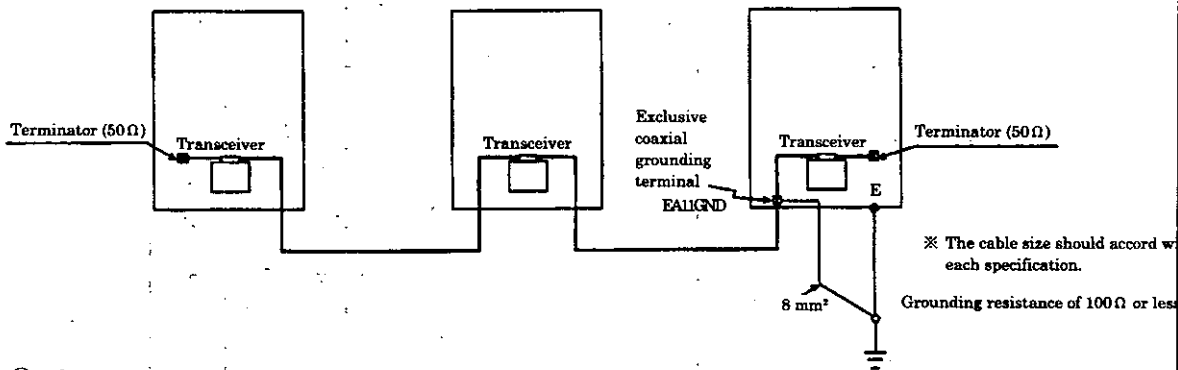 Terminator (50Ω)
Transceiver
Transceiver
Exclusive
coaxial
grounding
terminal
EA11GND
Transceiver
Terminator (50Ω)
E
※ The cable size should accord
each specification.
8 mm²
Grounding resistance of 100Ω or